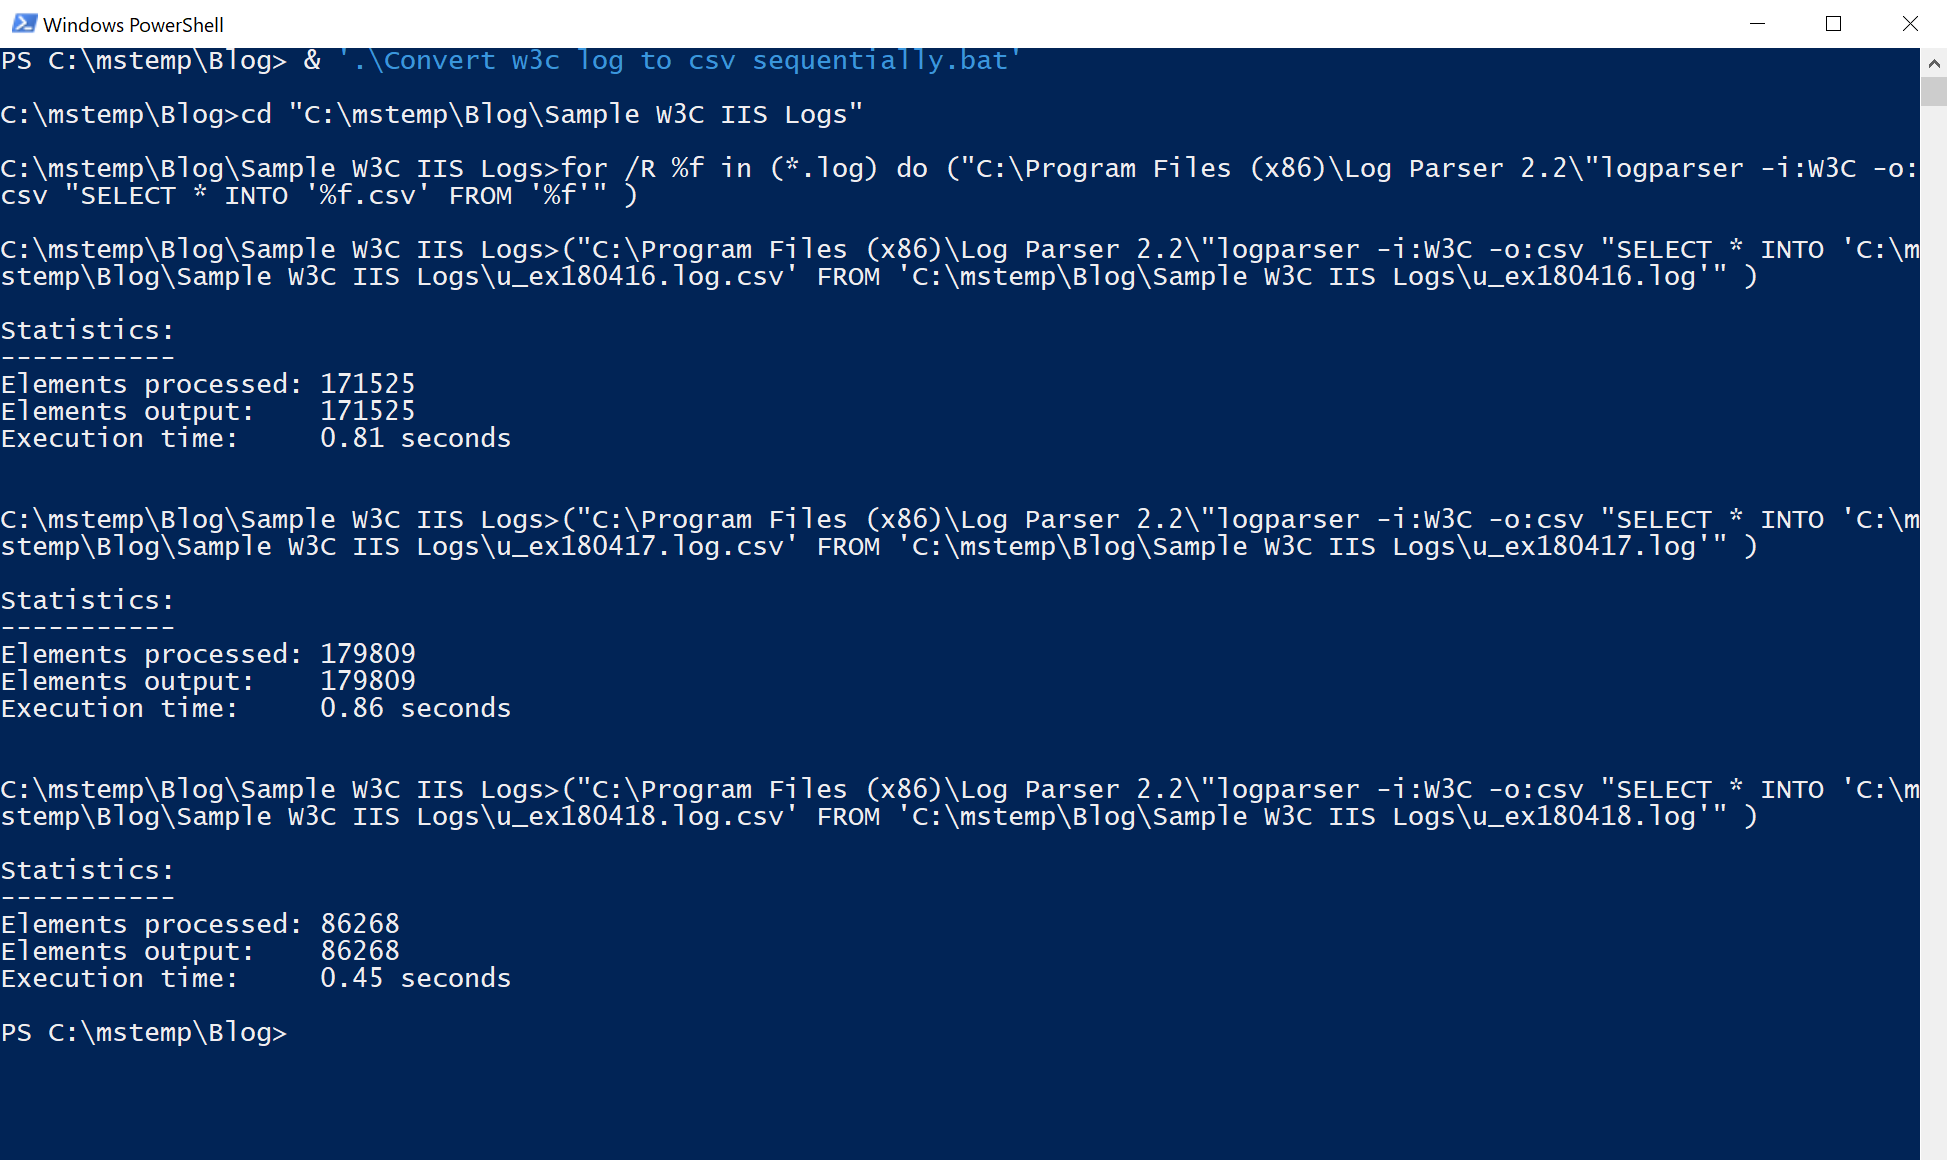 Windows PowerShell
PS C:\mstemp\Blog> & '.\Convert w3c log to csv sequentially.bat'
C:\mstemp\Blog>cd "C:\mstemp\Blog\Sample W3C IIS Logs"
C:\mstemp\Blog\Sample W3C IIS Logs>for /R %f in (*.log) do ("C:\Program Files (x86)\Log Parser 2.2\"logparser -i:W3C -o:
csv "SELECT * INTO '%f.csv' FROM '%f'" )
C:\mstemp\Blog\Sample W3C IIS Logs>("C:\Program Files (x86)\Log Parser 2.2\"logparser -i:W3C -o:csv "SELECT * INTO 'C:\m
stemp\Blog\Sample W3C IIS Logs\u_ex180416.log.csv' FROM 'C:\mstemp\Blog\Sample W3C IIS Logs\u_ex180416.log'" )
Statistics:
-----------
Elements processed: 171525
Elements output:    171525
Execution time:     0.81 seconds
C:\mstemp\Blog\Sample W3C IIS Logs>("C:\Program Files (x86)\Log Parser 2.2\"logparser -i:W3C -o:csv "SELECT * INTO 'C:\m
stemp\Blog\Sample W3C IIS Logs\u_ex180417.log.csv' FROM 'C:\mstemp\Blog\Sample W3C IIS Logs\u_ex180417.log'" )
Statistics:
-----------
Elements processed: 179809
Elements output:    179809
Execution time:     0.86 seconds
C:\mstemp\Blog\Sample W3C IIS Logs>("C:\Program Files (x86)\Log Parser 2.2\"logparser -i:W3C -o:csv "SELECT * INTO 'C:\m
stemp\Blog\Sample W3C IIS Logs\u_ex180418.log.csv' FROM 'C:\mstemp\Blog\Sample W3C IIS Logs\u_ex180418.log'" )
Statistics:
-----------
Elements processed: 86268
Elements output:    86268
Execution time:     0.45 seconds
PS C:\mstemp\Blog>